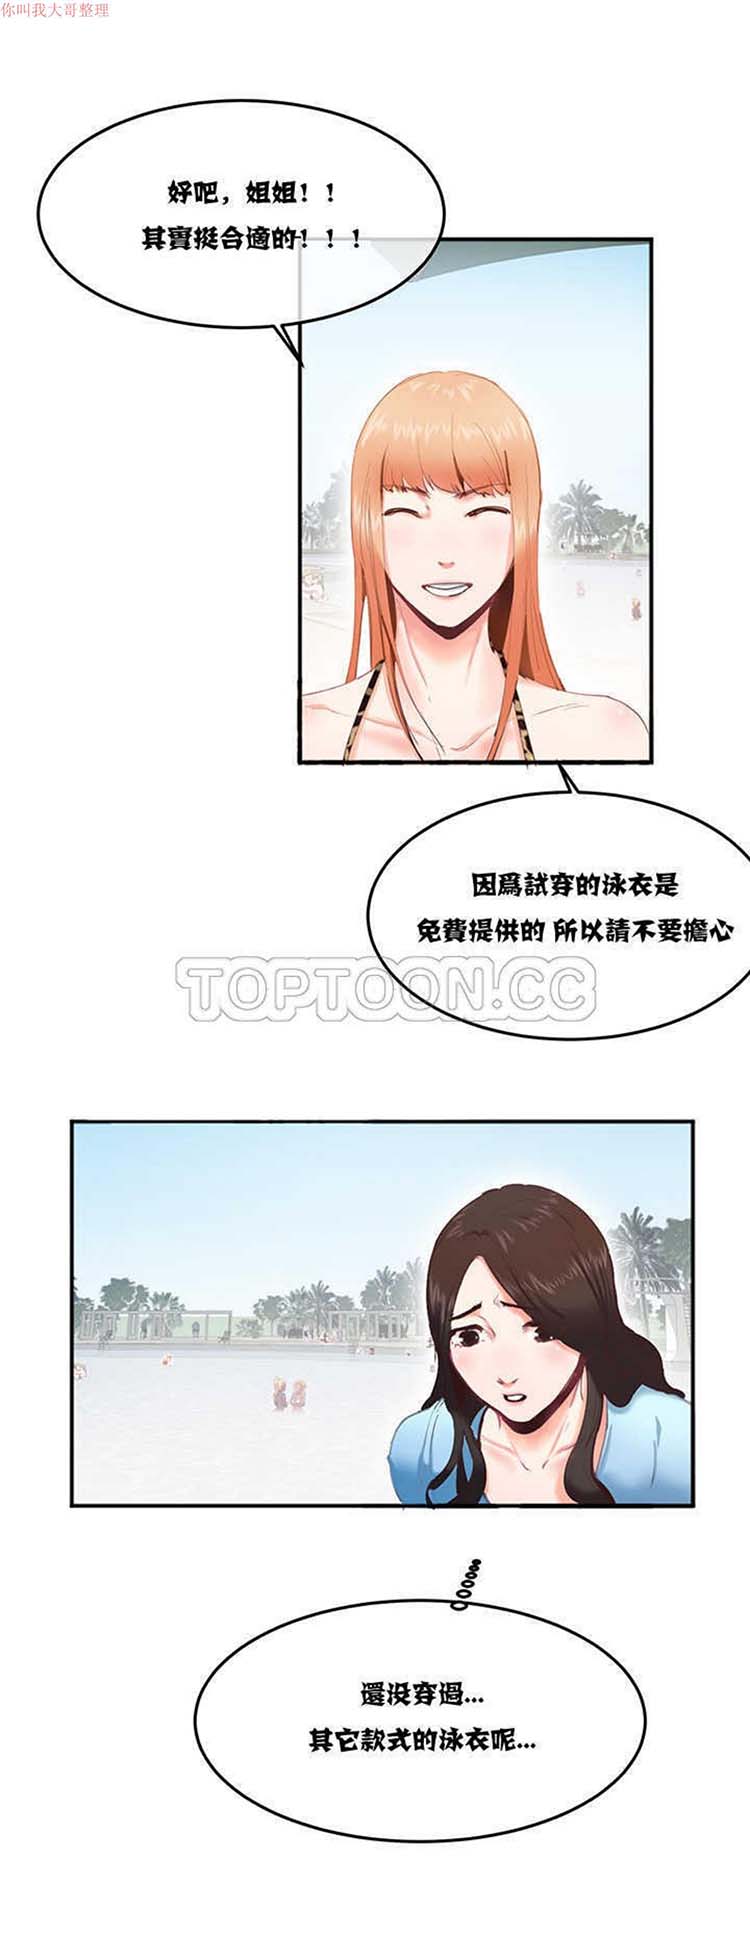 你叫我大哥整理
好吧，姐姐！！
其實挺合適的！！！
因爲試穿的泳衣是
免費提供的 所以請不要擔心
TOPTOON.CC
還没穿過...
其它款式的泳衣呢...